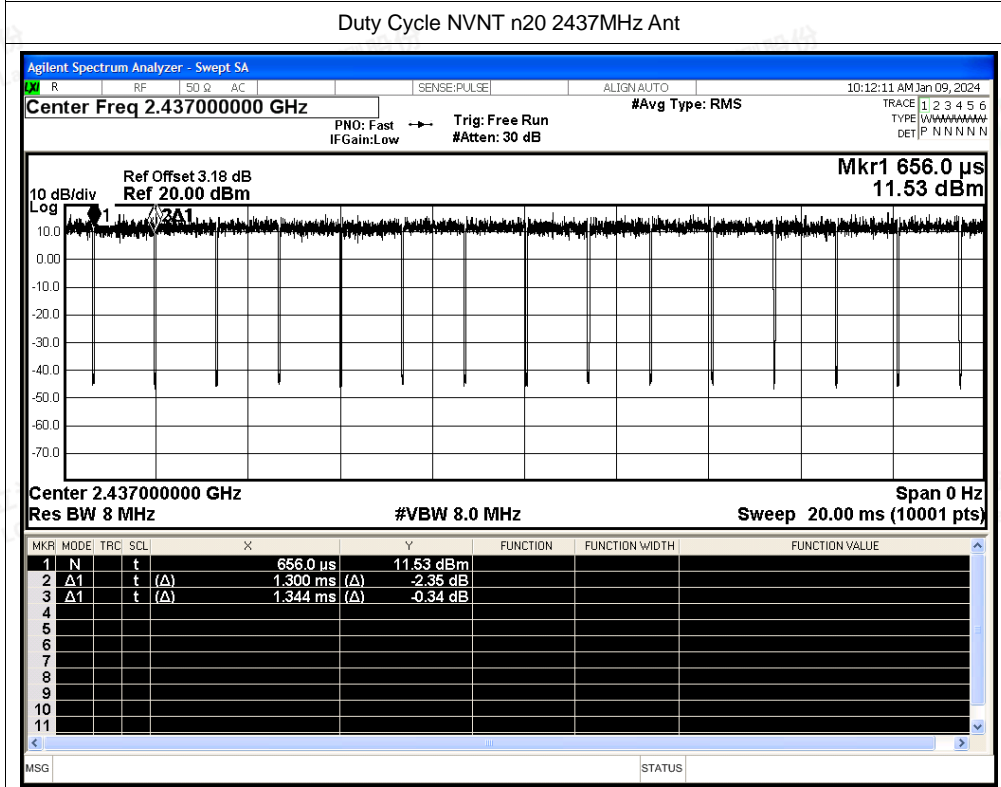 Duty Cycle NVNT n20 2437MHz Ant
Agilent Spectrum Analyzer - Swept SA
LXI R RF 50 Ω AC SENSE:PULSE ALIGN AUTO 10:12:11 AM Jan 09, 2024
Center Freq 2.437000000 GHz #Avg Type: RMS TRACE 1 2 3 4 5 6
PNO: Fast Trig: Free Run TYPE W
IFGain:Low #Atten: 30 dB DET P N N N N N
Mkr1 656.0 µs
11.53 dBm
Ref Offset 3.18 dB
10 dB/div Ref 20.00 dBm
Log
1 2Δ1
10.0
0.00
-10.0
-20.0
-30.0
-40.0
-50.0
-60.0
-70.0
Center 2.437000000 GHz Span 0 Hz
Res BW 8 MHz #VBW 8.0 MHz Sweep 20.00 ms (10001 pts)
MKR MODE TRC SCL X Y FUNCTION FUNCTION WIDTH FUNCTION VALUE
1 N t 656.0 µs 11.53 dBm
2 Δ1 t (Δ) 1.300 ms (Δ) -2.35 dB
3 Δ1 t (Δ) 1.344 ms (Δ) -0.34 dB
4
5
6
7
8
9
10
11
MSG STATUS